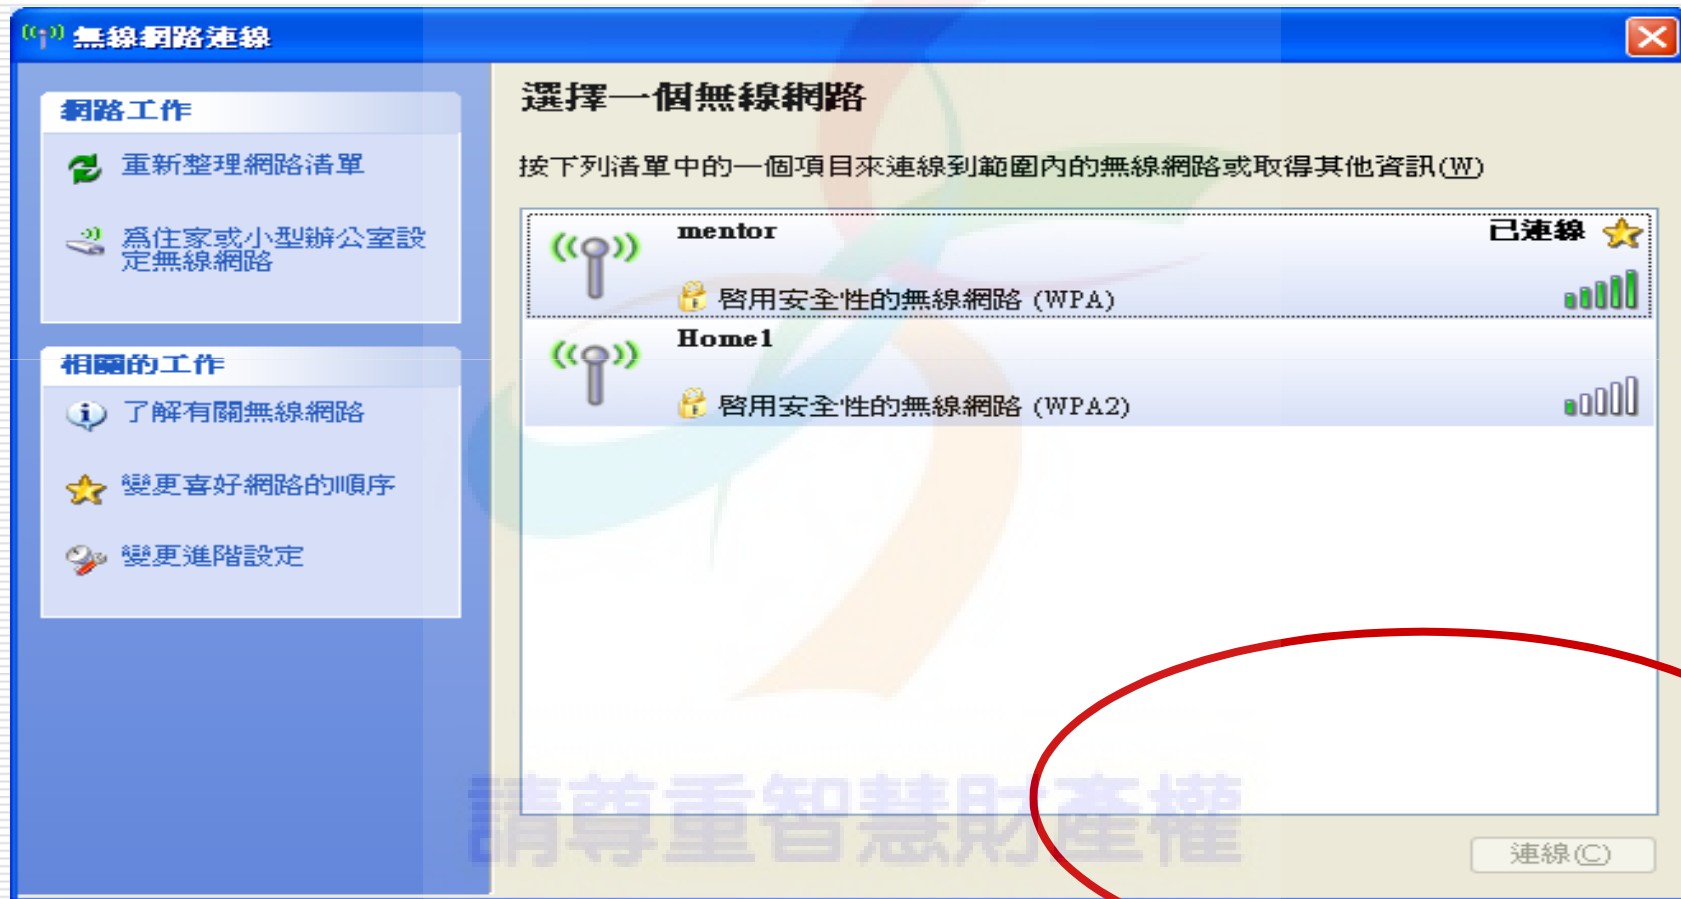 無線網路連線
網路工作
重新整理網路清單
為住家或小型辦公室設
定無線網路
相關的工作
了解有關無線網路
變更喜好網路的順序
變更進階設定
選擇一個無線網路
按下列清單中的一個項目來連線到範圍內的無線網路或取得其他資訊(W)
mentor
已連線
啓用安全性的無線網路 (WPA)
Home1
啓用安全性的無線網路 (WPA2)
請尊重智慧財產權
連線(C)